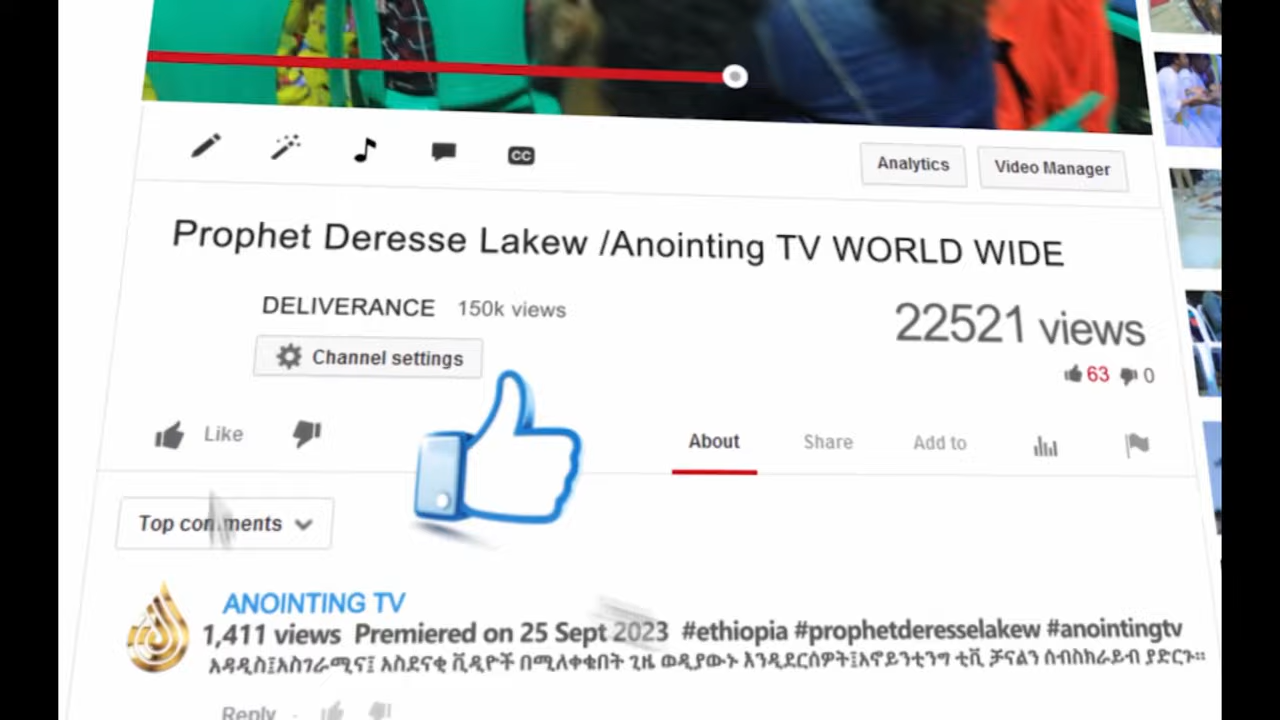 CC
Analytics
Video Manager
Prophet Deresse Lakew /Anointing TV WORLD WIDE
DELIVERANCE 150k views
22521 views
Channel settings
63 0
Like
About Share Add to
Top comments
ANOINTING TV
1,411 views Premiered on 25 Sept 2023 #ethiopia #prophetderesselakew #anointingtv
አዳዲስ፤አስገራሚና፤ አስደናቂ ቪዲዮች በሚለቀቁበት ጊዜ ወዲያውኑ እንዲደርሰዎት፤አኖይንቲንግ ቲቪ ቻናልን ሰብስክራይብ ያድርጉ።
Reply